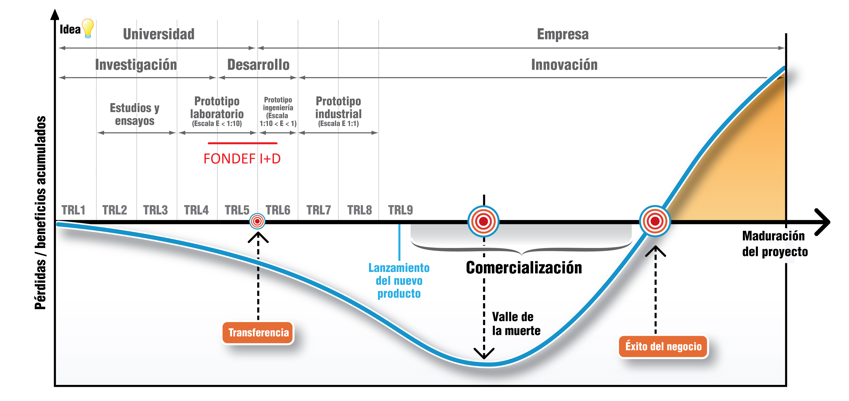 Idea
Universidad
Empresa
Investigación
Desarrollo
Innovación
Estudios y
ensayos
Prototipo
laboratorio
(Escala E < 1:10)
Prototipo
ingeniería
(Escala
1:10 < E < 1)
Prototipo
industrial
(Escala E 1:1)
FONDEF I+D
TRL1
TRL2
TRL3
TRL4
TRL5
TRL6
TRL7
TRL8
TRL9
Pérdidas / beneficios acumulados
Maduración
del proyecto
Lanzamiento
del nuevo
producto
Comercialización
Transferencia
Valle de
la muerte
Éxito del negocio